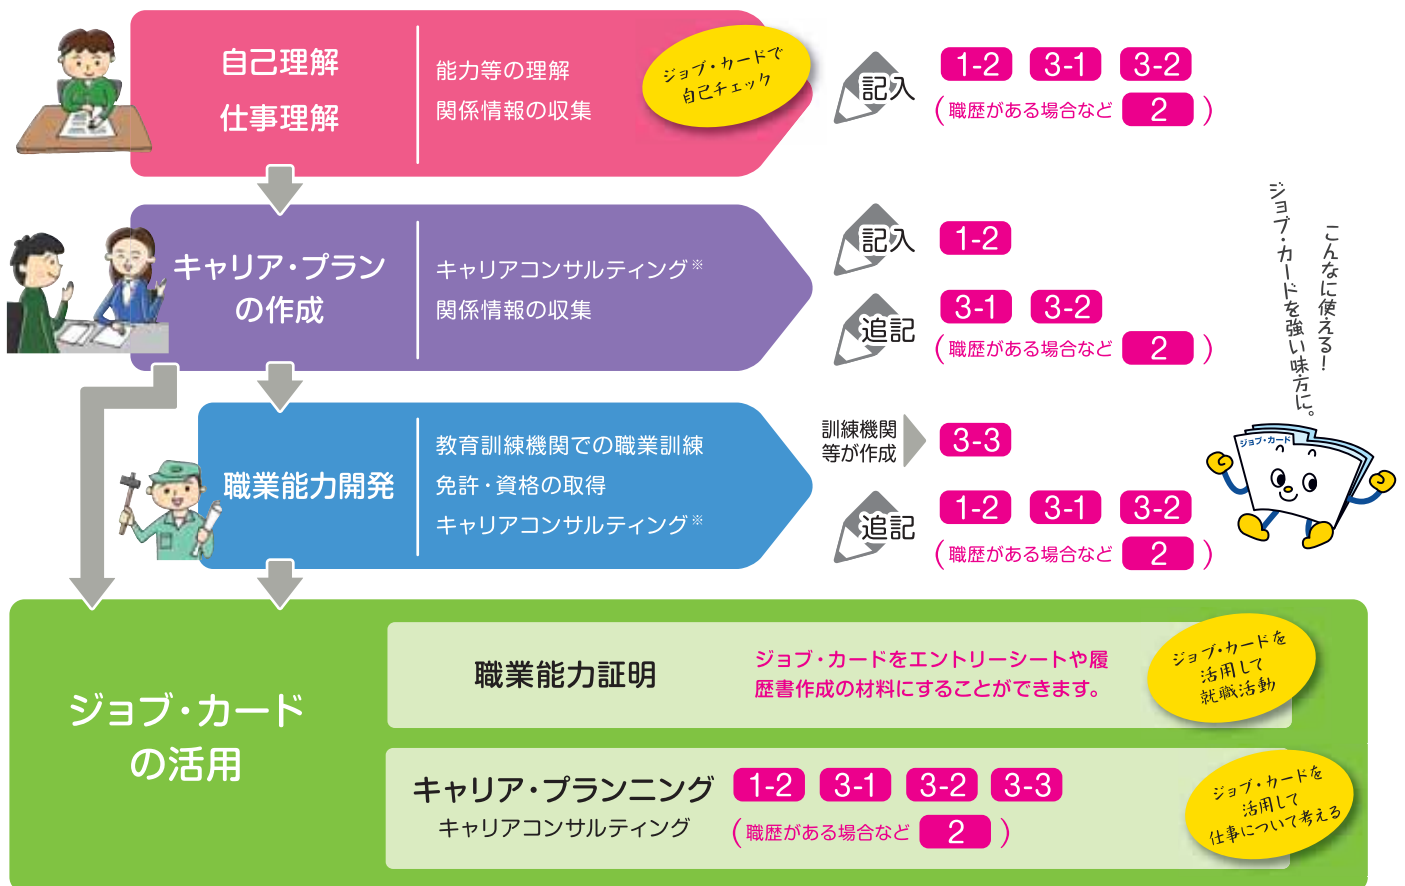 自己理解
仕事理解
能力等の理解
関係情報の収集
ジョブ・カードで
自己チェック
記入
1-2 3-1 3-2
(職歴がある場合など 2)
キャリア・プラン
の作成
キャリアコンサルティング※
関係情報の収集
記入
1-2
追記
3-1 3-2
(職歴がある場合など 2)
こんなに使える!
ジョブ・カードを強い味方に。
ジョブ・カード
職業能力開発
教育訓練機関での職業訓練
免許・資格の取得
キャリアコンサルティング※
訓練機関
等が作成
3-3
追記
1-2 3-1 3-2
(職歴がある場合など 2)
ジョブ・カード
の活用
職業能力証明
ジョブ・カードをエントリーシートや履
歴書作成の材料にすることができます。
ジョブ・カードを
活用して
就職活動
キャリア・プランニング
キャリアコンサルティング
1-2 3-1 3-2 3-3
(職歴がある場合など 2)
ジョブ・カードを
活用して
仕事について考える